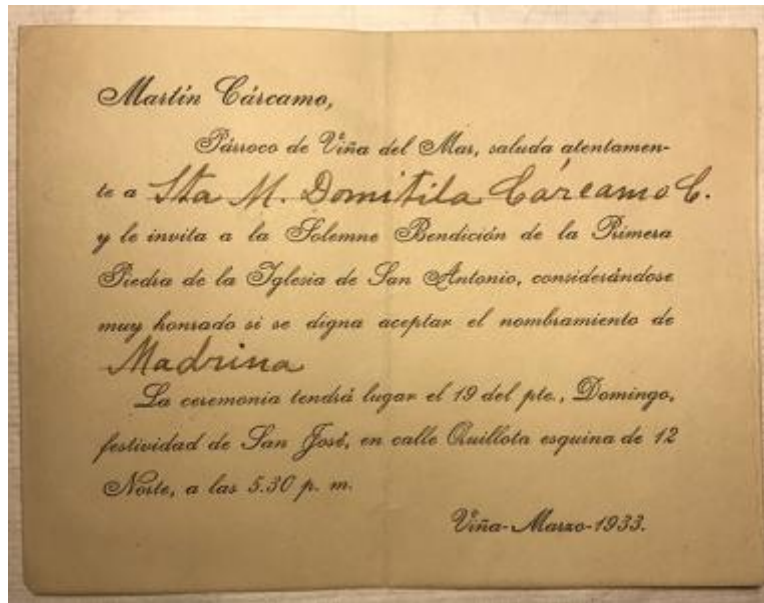 Martín Cárcamo,
Párroco de Viña del Mar, saluda atentamen-
te a Sta M. Domitila Cárcamo C.
y le invita a la Solemne Bendición de la Primera
Piedra de la Iglesia de San Antonio, considerándose
muy honrado si se digna aceptar el nombramiento de
Madrina
La ceremonia tendrá lugar el 19 del pte., Domingo,
festividad de San José, en calle Quillota esquina de 12
Norte, a las 5.30 p. m.
Viña-Marzo-1933.